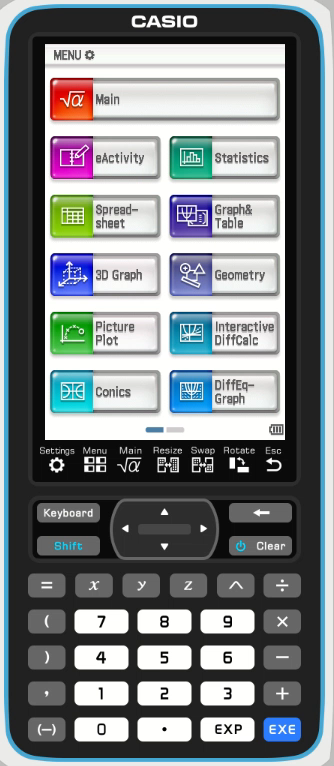 CASIO
MENU
√α Main
eActivity
Statistics
Spread-
sheet
Graph&
Table
3D Graph
Geometry
Picture
Plot
Interactive
DiffCalc
Conics
DiffEq-
Graph
Settings Menu Main Resize Swap Rotate Esc
√α
Keyboard
Shift
Clear
= x y z ^ ÷
( 7 8 9 ×
) 4 5 6 −
, 1 2 3 +
(−) 0 . EXP EXE